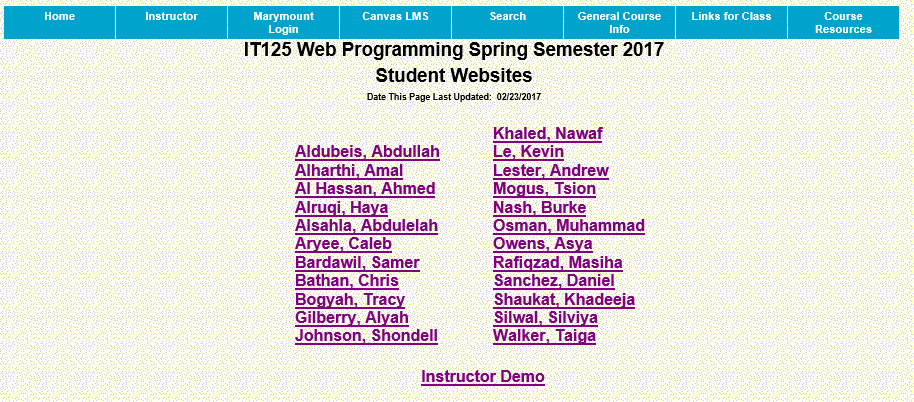 Home
Instructor
Marymount
Login
Canvas LMS
Search
General Course
Info
Links for Class
Course
Resources
IT125 Web Programming Spring Semester 2017
Student Websites
Date This Page Last Updated: 02/23/2017
Aldubeis, Abdullah
Alharthi, Amal
Al Hassan, Ahmed
Alruqi, Haya
Alsahla, Abdulelah
Aryee, Caleb
Bardawil, Samer
Bathan, Chris
Bogyah, Tracy
Gilberry, Alyah
Johnson, Shondell
Khaled, Nawaf
Le, Kevin
Lester, Andrew
Mogus, Tsion
Nash, Burke
Osman, Muhammad
Owens, Asya
Rafiqzad, Masiha
Sanchez, Daniel
Shaukat, Khadeeja
Silwal, Silviya
Walker, Taiga
Instructor Demo